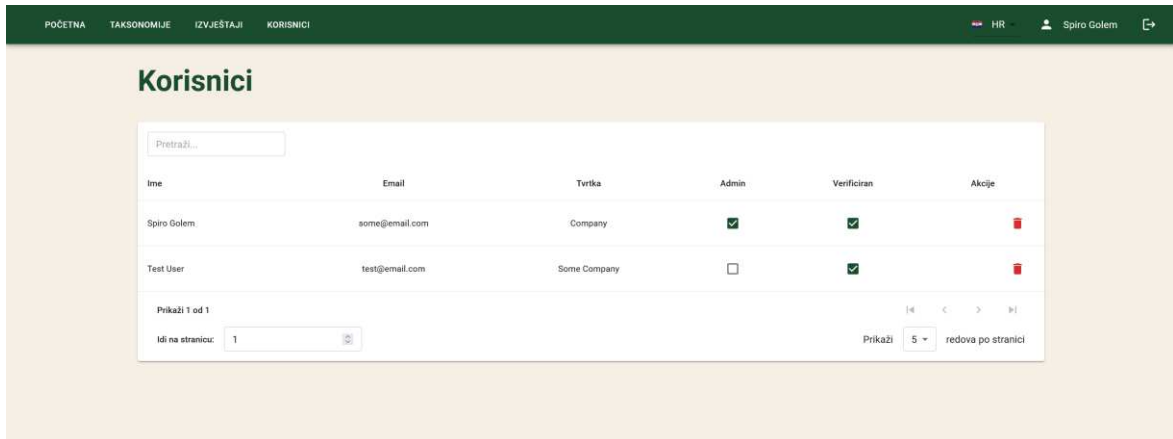 POČETNA TAKSONOMIJE IZVJEŠTAJI KORISNICI HR Spiro Golem
Korisnici
Pretraži...
Ime Email Tvrtka Admin Verificiran Akcije
Spiro Golem some@email.com Company
Test User test@email.com Some Company
Prikaži 1 od 1
Idi na stranicu: 1 Prikaži 5 redova po stranici